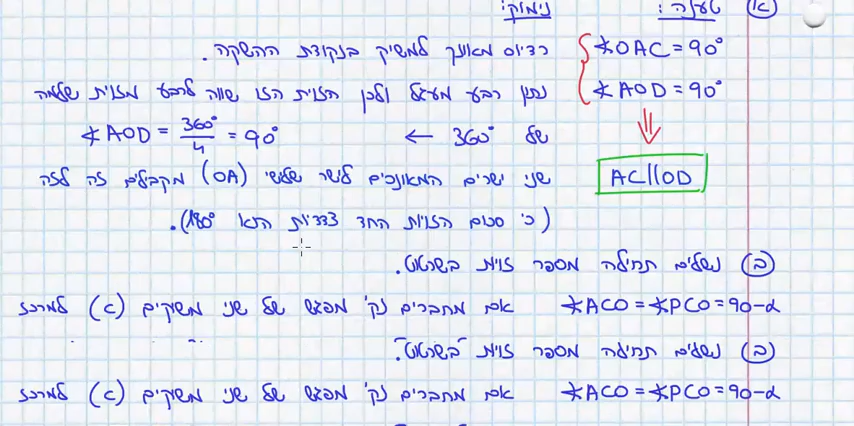 א) טענה: נימוק:
∢OAC = 90° רדיוס מאונך למשיק בנקודת ההשקה.
∢AOD = 90° נתון רבע מעגל ולכן הזוית הזו שווה לרבע מזוית שלמה
של 360° ← ∢AOD = 360°/4 = 90°
AC||OD שני ישרים המאונכים לישר שלישי (OA) מקבילים זה לזה
(כי סכום הזויות החד צדדיות הוא 180°).
ב) נשלים תחילה מספר זוית בשרטוט.
∢ACO = ∢PCO = 90-α אם מחברים נק' מפגש של שני משיקים (C) למרכז
ב) נשלים תחילה מספר זוית בשרטוט.
∢ACO = ∢PCO = 90-α אם מחברים נק' מפגש של שני משיקים (C) למרכז